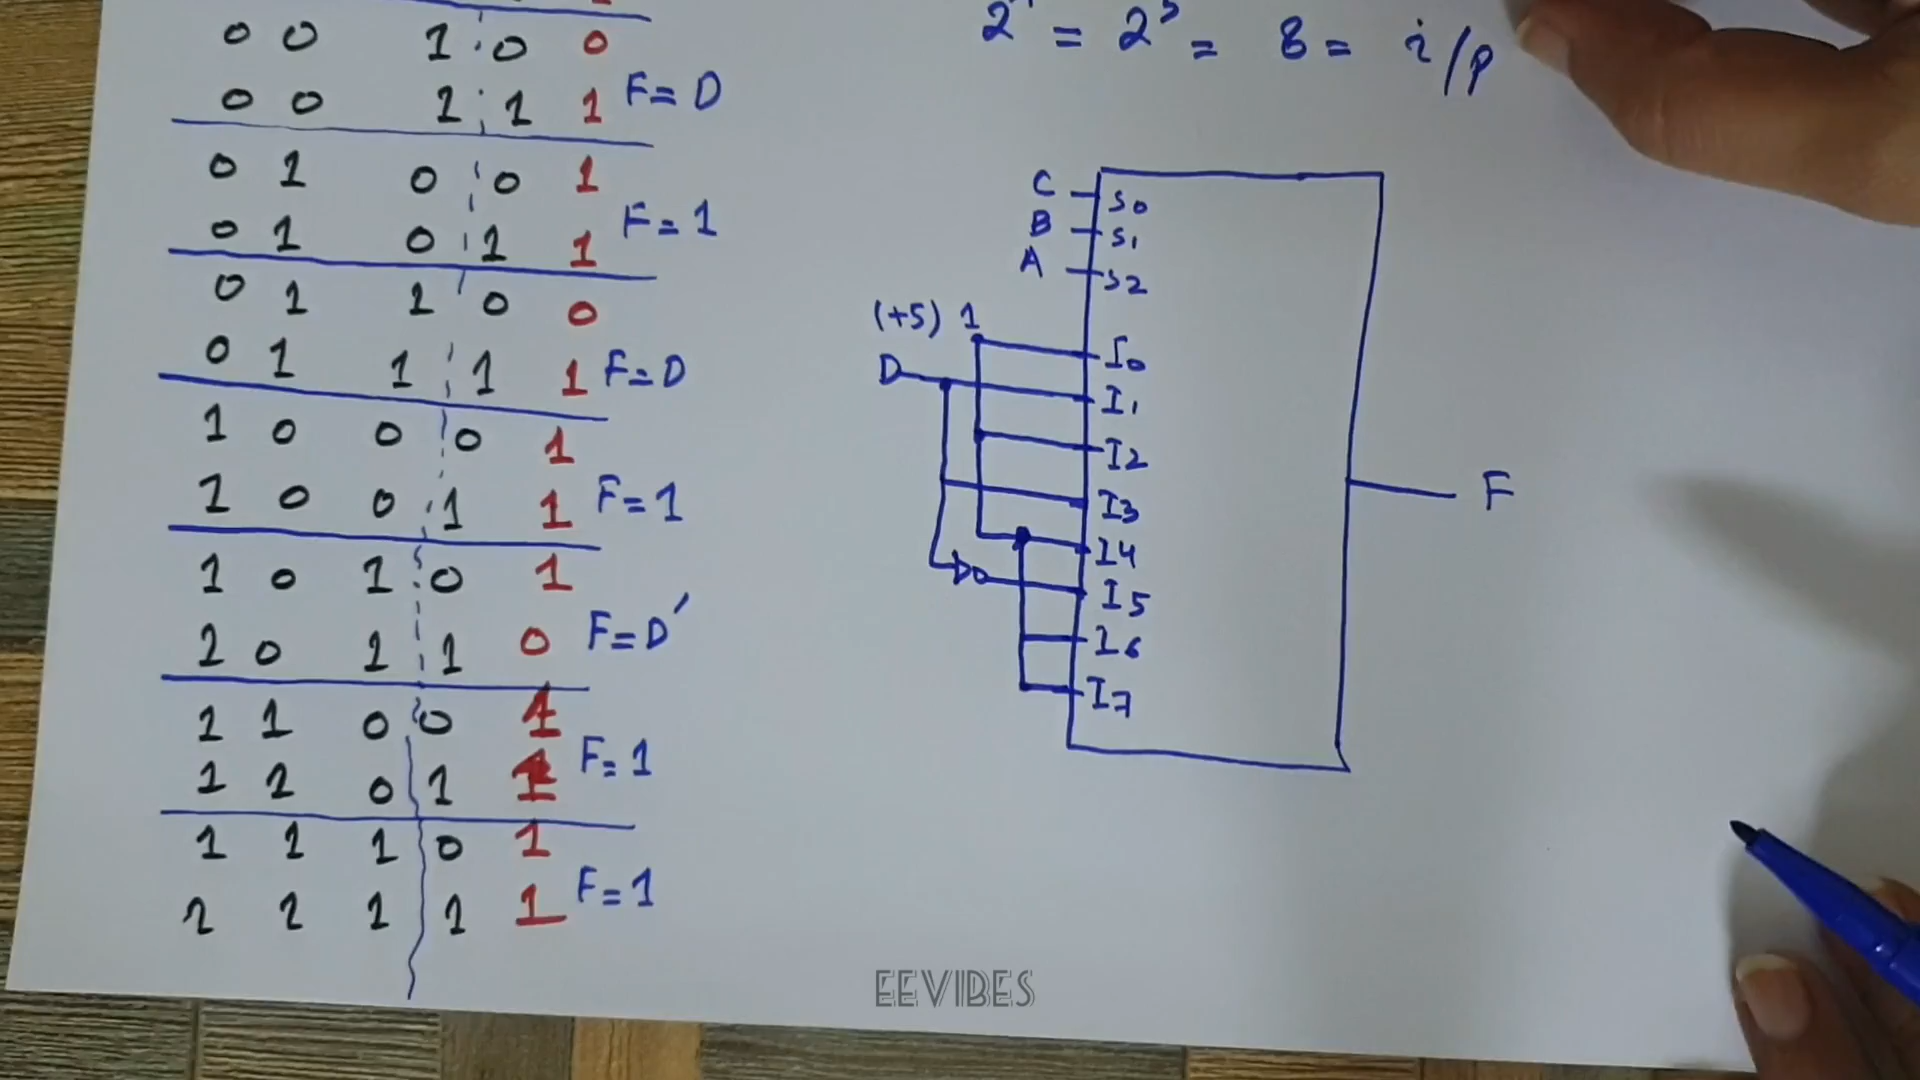 0 0 1 0 0
0 0 1 1 1 F = D
0 1 0 0 1
0 1 0 1 1 F = 1
0 1 1 0 0
0 1 1 1 1 F = D
1 0 0 0 1
1 0 0 1 1 F = 1
1 0 1 0 1
1 0 1 1 0 F = D'
1 1 0 0 1
1 1 0 1 1 F = 1
1 1 1 0 1
1 1 1 1 1 F = 1
= 2³ = 8 = i/p
C S0
B S1
A S2
(+5) 1 I0
D I1
I2
I3
I4
I5
I6
I7
F
EEVIBES